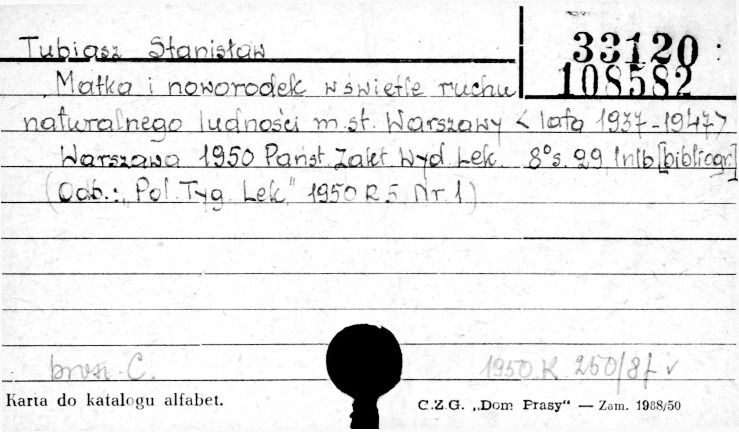 33120 :
Tubiasz Stanisław
108582
Matka i noworodek w świetle ruchu
naturalnego ludności m.st. Warszawy < lata 1937-1947>
Warszawa 1950 Państ. Zakł. Wyd. Lek. 8° s. 29, 1nlb [bibliogr]
(Odb.: „Pol. Tyg. Lek." 1950 R 5, Nr. 1)
brosz. C. 1950 K 250/87 v
Karta do katalogu alfabet.
C.Z.G. „Dom Prasy" — Zam. 1988/50